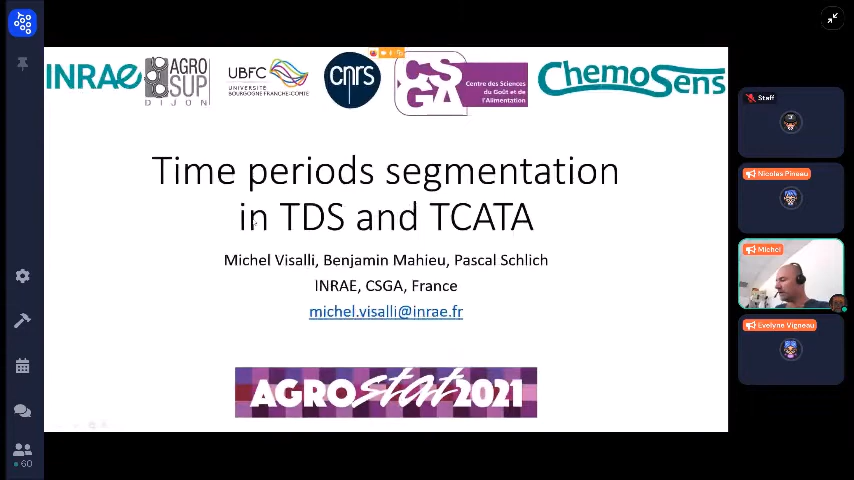 INRAE
AGRO
SUP
DIJON
UBFC
UNIVERSITÉ
BOURGOGNE FRANCHE-COMTÉ
cnrs
CSGA
Centre des Sciences
du Goût et de
l'Alimentation
ChemoSens
Time periods segmentation
in TDS and TCATA
Michel Visalli, Benjamin Mahieu, Pascal Schlich
INRAE, CSGA, France
michel.visalli@inrae.fr
AGROstat2021
Staff
Nicolas Pineau
Michel
Evelyne Vigneau
60